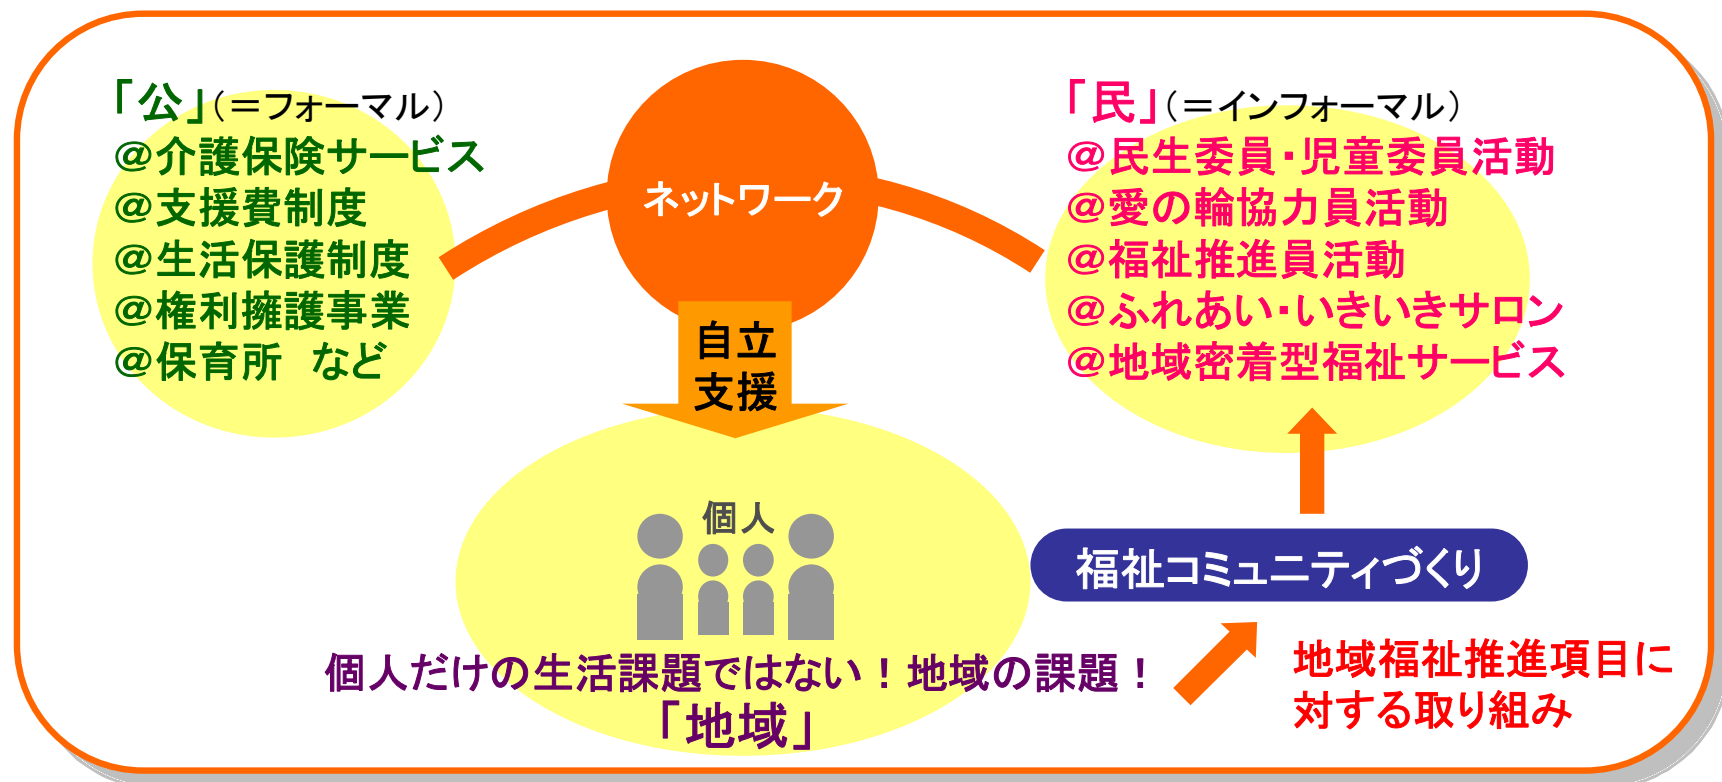 「公」(＝フォーマル)
＠介護保険サービス
＠支援費制度
＠生活保護制度
＠権利擁護事業
＠保育所　など
ネットワーク
自立
支援
「民」(＝インフォーマル)
＠民生委員・児童委員活動
＠愛の輪協力員活動
＠福祉推進員活動
＠ふれあい・いきいきサロン
＠地域密着型福祉サービス
個人
個人だけの生活課題ではない！地域の課題！
「地域」
福祉コミュニティづくり
地域福祉推進項目に
対する取り組み